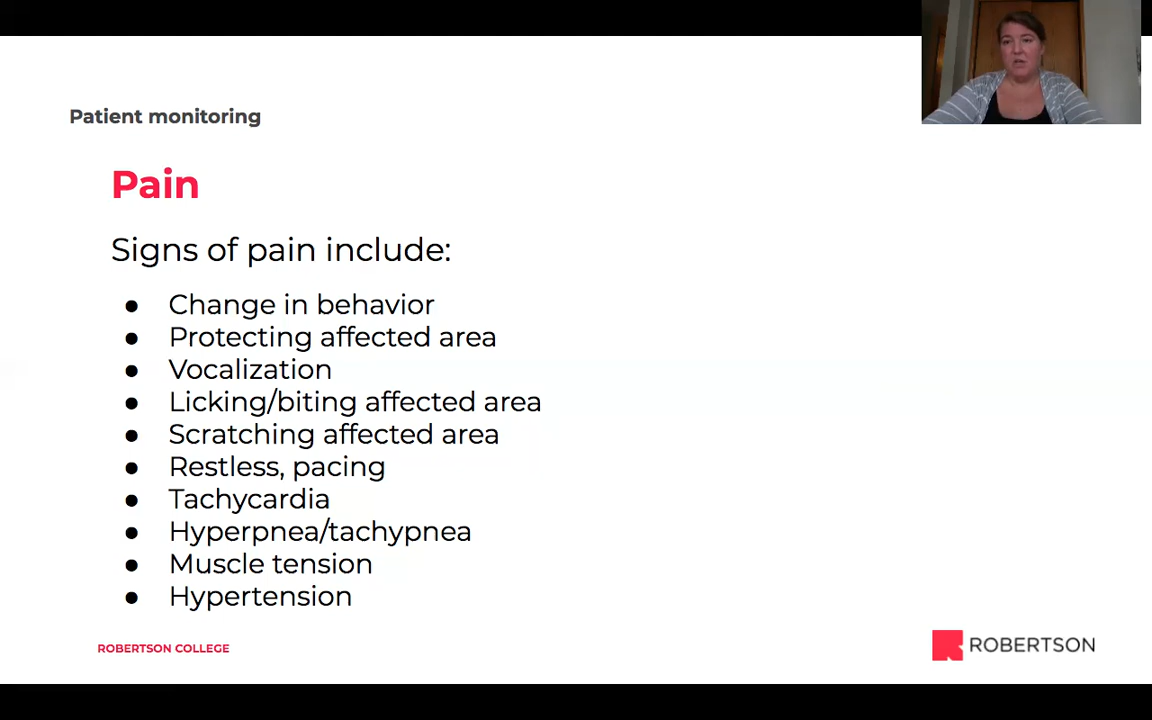 Patient monitoring
Pain
Signs of pain include:
● Change in behavior
● Protecting affected area
● Vocalization
● Licking/biting affected area
● Scratching affected area
● Restless, pacing
● Tachycardia
● Hyperpnea/tachypnea
● Muscle tension
● Hypertension
ROBERTSON COLLEGE
ROBERTSON